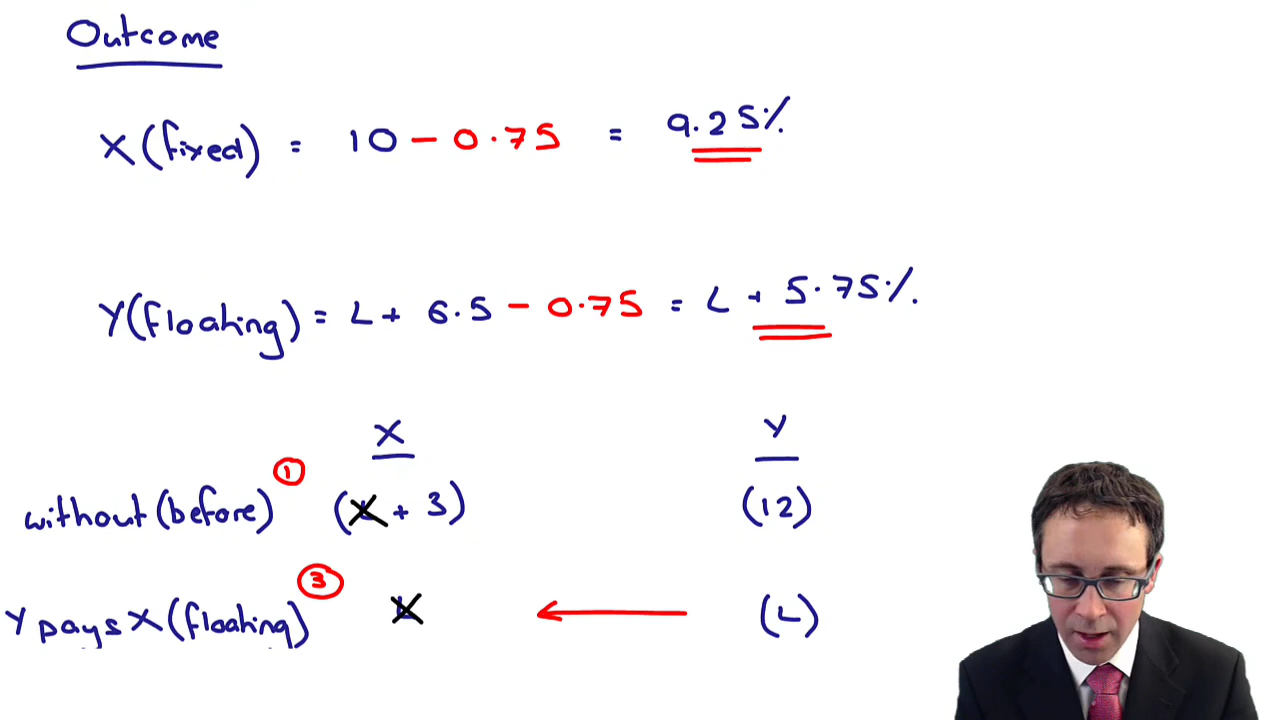 Outcome
X (fixed) = 10 - 0.75 = 9.25%
Y (floating) = L + 6.5 - 0.75 = L + 5.75%
X Y
without (before) ① (L + 3) (12)
Y pays X (floating) ③ L ← (L)